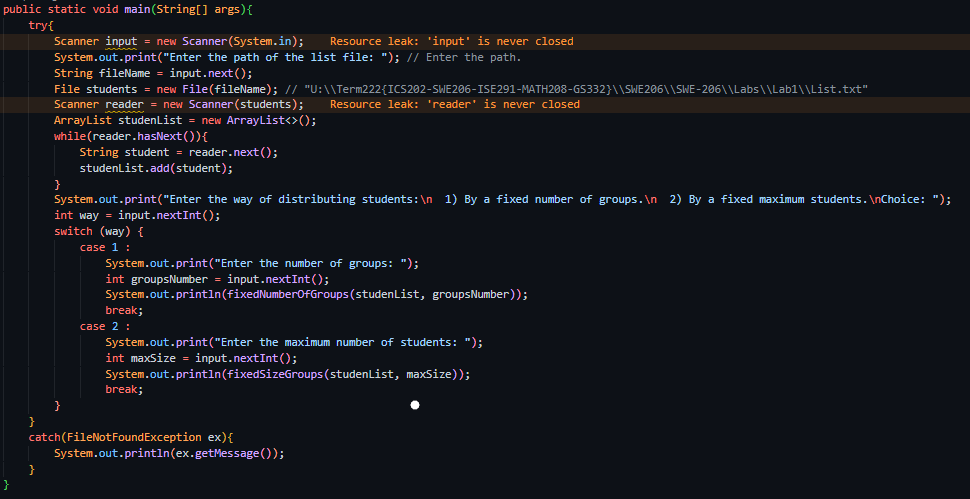 public static void main(String[] args){
try{
Scanner input = new Scanner(System.in);    Resource leak: 'input' is never closed
System.out.print("Enter the path of the list file: "); // Enter the path.
String fileName = input.next();
File students = new File(fileName); // "U:\\Term222{ICS202-SWE206-ISE291-MATH208-GS332}\\SWE206\\SWE-206\\Labs\\Lab1\\List.txt"
Scanner reader = new Scanner(students);    Resource leak: 'reader' is never closed
ArrayList studenList = new ArrayList<>();
while(reader.hasNext()){
String student = reader.next();
studenList.add(student);
}
System.out.print("Enter the way of distributing students:\n  1) By a fixed number of groups.\n  2) By a fixed maximum students.\nChoice: ");
int way = input.nextInt();
switch (way) {
case 1 :
System.out.print("Enter the number of groups: ");
int groupsNumber = input.nextInt();
System.out.println(fixedNumberOfGroups(studenList, groupsNumber));
break;
case 2 :
System.out.print("Enter the maximum number of students: ");
int maxSize = input.nextInt();
System.out.println(fixedSizeGroups(studenList, maxSize));
break;
}
}
catch(FileNotFoundException ex){
System.out.println(ex.getMessage());
}
}